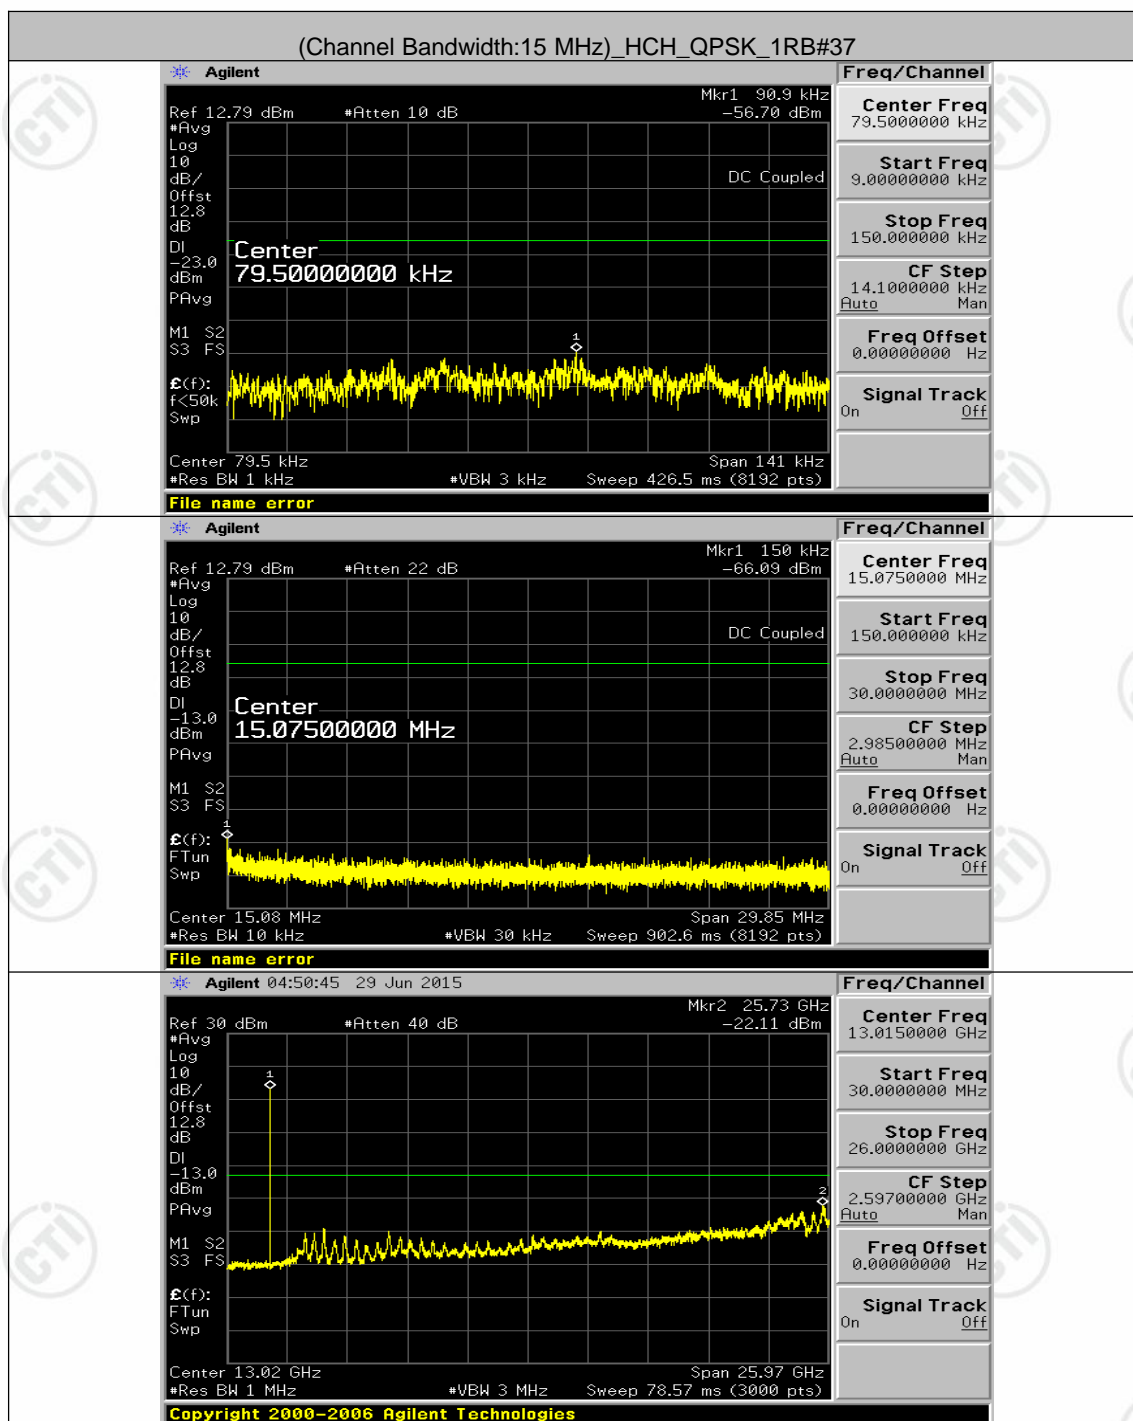 (Channel Bandwidth:15 MHz)_HCH_QPSK_1RB#37
Agilent
Freq/Channel
Mkr1 90.9 kHz
Ref 12.79 dBm #Atten 10 dB -56.70 dBm
#Avg
Log
10
dB/
Offst
12.8
dB
DI
-23.0
dBm
PAvg
M1 S2
S3 FS
£(f):
f<50k
Swp
DC Coupled
Center
79.50000000 kHz
1
Center 79.5 kHz Span 141 kHz
#Res BW 1 kHz #VBW 3 kHz Sweep 426.5 ms (8192 pts)
File name error
Center Freq
79.5000000 kHz
Start Freq
9.00000000 kHz
Stop Freq
150.000000 kHz
CF Step
14.1000000 kHz
Auto Man
Freq Offset
0.00000000 Hz
Signal Track
On Off
Agilent
Freq/Channel
Mkr1 150 kHz
Ref 12.79 dBm #Atten 22 dB -66.09 dBm
#Avg
Log
10
dB/
Offst
12.8
dB
DI
-13.0
dBm
PAvg
M1 S2
S3 FS
£(f):
FTun
Swp
DC Coupled
Center
15.07500000 MHz
1
Center 15.08 MHz Span 29.85 MHz
#Res BW 10 kHz #VBW 30 kHz Sweep 902.6 ms (8192 pts)
File name error
Center Freq
15.0750000 MHz
Start Freq
150.000000 kHz
Stop Freq
30.0000000 MHz
CF Step
2.98500000 MHz
Auto Man
Freq Offset
0.00000000 Hz
Signal Track
On Off
Agilent 04:50:45 29 Jun 2015
Freq/Channel
Mkr2 25.73 GHz
Ref 30 dBm #Atten 40 dB -22.11 dBm
#Avg
Log
10
dB/
Offst
12.8
dB
DI
-13.0
dBm
PAvg
M1 S2
S3 FS
£(f):
FTun
Swp
1
2
Center 13.02 GHz Span 25.97 GHz
#Res BW 1 MHz #VBW 3 MHz Sweep 78.57 ms (3000 pts)
Copyright 2000-2006 Agilent Technologies
Center Freq
13.0150000 GHz
Start Freq
30.0000000 MHz
Stop Freq
26.0000000 GHz
CF Step
2.59700000 GHz
Auto Man
Freq Offset
0.00000000 Hz
Signal Track
On Off
CTI
CTI
CTI
CTI